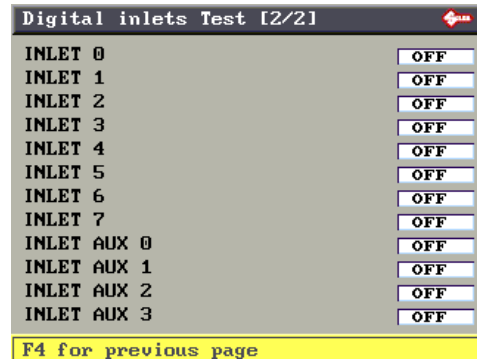 Digital inlets Test [2/2]
INLET 0 OFF
INLET 1 OFF
INLET 2 OFF
INLET 3 OFF
INLET 4 OFF
INLET 5 OFF
INLET 6 OFF
INLET 7 OFF
INLET AUX 0 OFF
INLET AUX 1 OFF
INLET AUX 2 OFF
INLET AUX 3 OFF
F4 for previous page